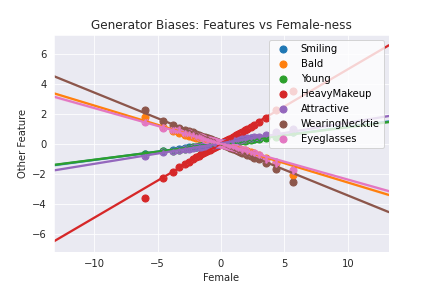 Generator Biases: Features vs Female-ness
Other Feature
6
4
2
0
−2
−4
−6
Smiling
Bald
Young
HeavyMakeup
Attractive
WearingNecktie
Eyeglasses
−10
−5
0
5
10
Female